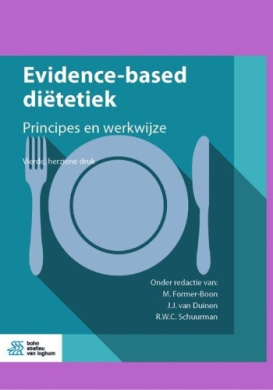 Evidence-based
diëtetiek
Principes en werkwijze
Vierde, herziene druk
Onder redactie van:
M. Former-Boon
J.J. van Duinen
R.W.C. Schuurman
bohn
stafleu
van loghum